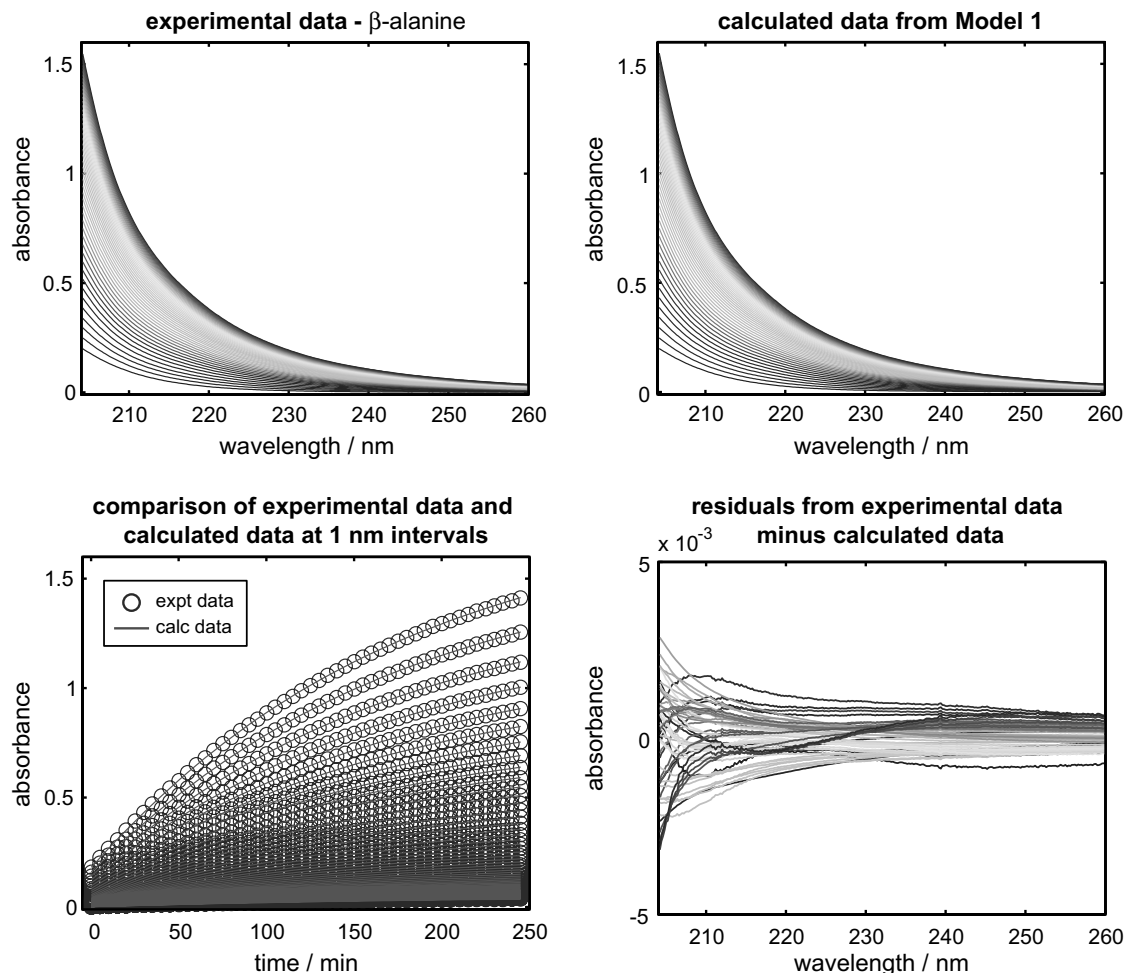 experimental data - β-alanine
1.5
1
0.5
0
absorbance
210 220 230 240 250 260
wavelength / nm
calculated data from Model 1
1.5
1
0.5
0
absorbance
210 220 230 240 250 260
wavelength / nm
comparison of experimental data and
calculated data at 1 nm intervals
1.5
1
0.5
0
absorbance
expt data
calc data
0 50 100 150 200 250
time / min
residuals from experimental data
minus calculated data
x 10⁻³
5
0
-5
absorbance
210 220 230 240 250 260
wavelength / nm